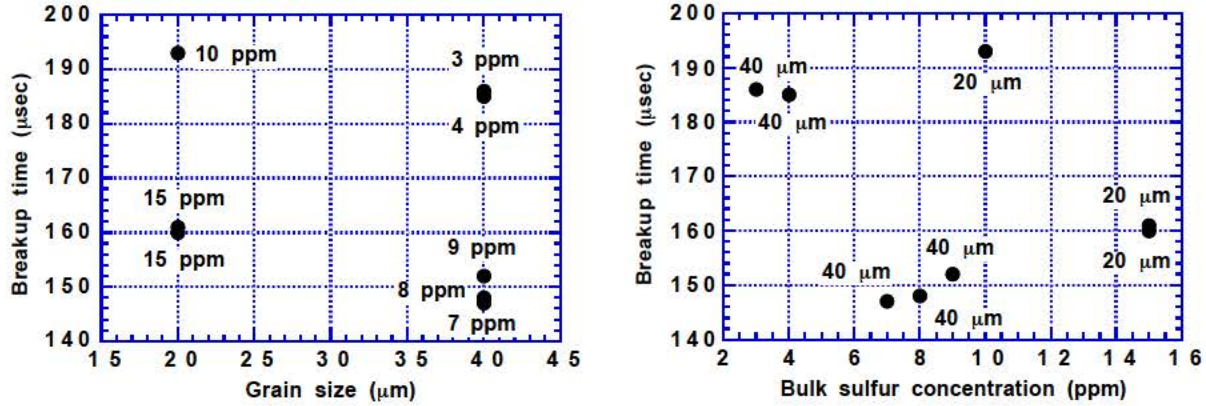 200
190
180
170
160
150
140
Breakup time (μsec)
10 ppm
3 ppm
4 ppm
15 ppm
15 ppm
9 ppm
8 ppm
7 ppm
15 20 25 30 35 40 45
Grain size (μm)
200
190
180
170
160
150
140
Breakup time (μsec)
40 μm
40 μm
20 μm
20 μm
20 μm
40 μm
40 μm
40 μm
2 4 6 8 10 12 14 16
Bulk sulfur concentration (ppm)